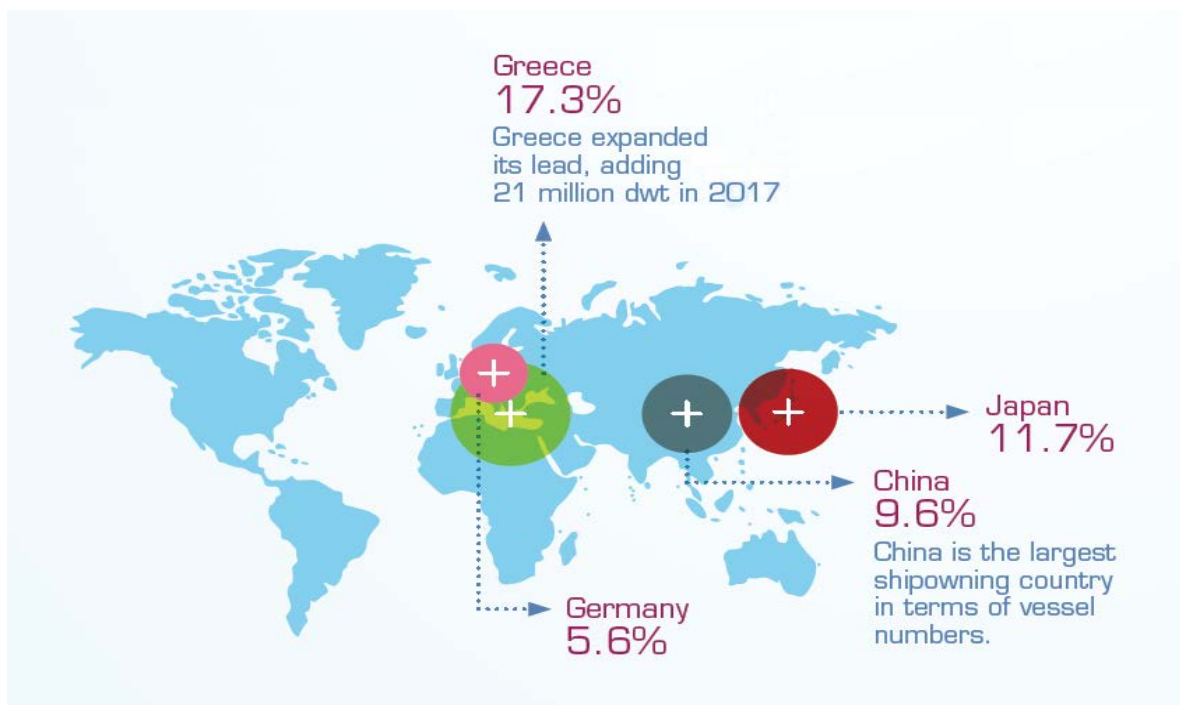 Greece
17.3%
Greece expanded
its lead, adding
21 million dwt in 2017
Japan
11.7%
China
9.6%
China is the largest
shipowning country
in terms of vessel
numbers.
Germany
5.6%